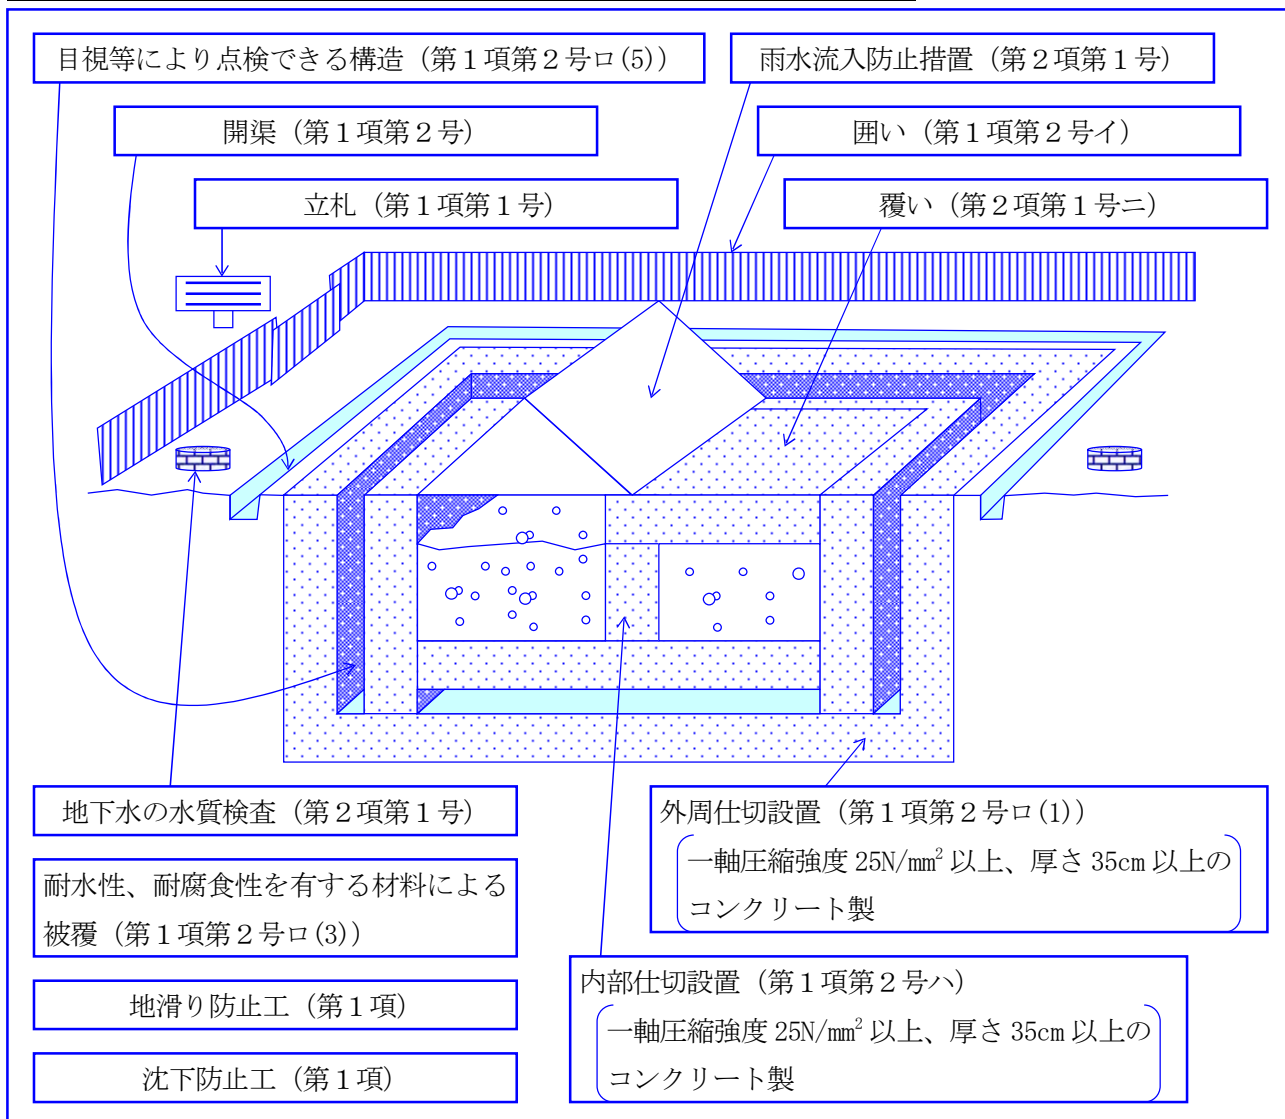 目視等により点検できる構造（第１項第２号ロ(5)）
雨水流入防止措置（第２項第１号）
開渠（第１項第２号）
囲い（第１項第２号イ）
立札（第１項第１号）
覆い（第２項第１号ニ）
地下水の水質検査（第２項第１号）
耐水性、耐腐食性を有する材料による
被覆（第１項第２号ロ(3)）
地滑り防止工（第１項）
沈下防止工（第１項）
外周仕切設置（第１項第２号ロ(1)）
一軸圧縮強度 25N/mm²以上、厚さ 35cm 以上の
コンクリート製
内部仕切設置（第１項第２号ハ）
一軸圧縮強度 25N/mm²以上、厚さ 35cm 以上の
コンクリート製